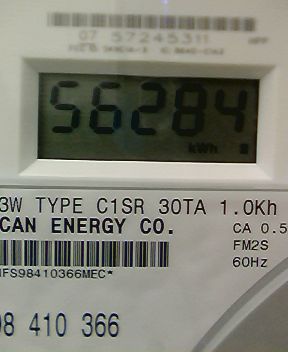 07 57245311
56284
kWh
3W TYPE C1SR 30TA 1.0Kh
CAN ENERGY CO.
CA 0.5
FM2S
60Hz
IFS98410366MEC*
98 410 366